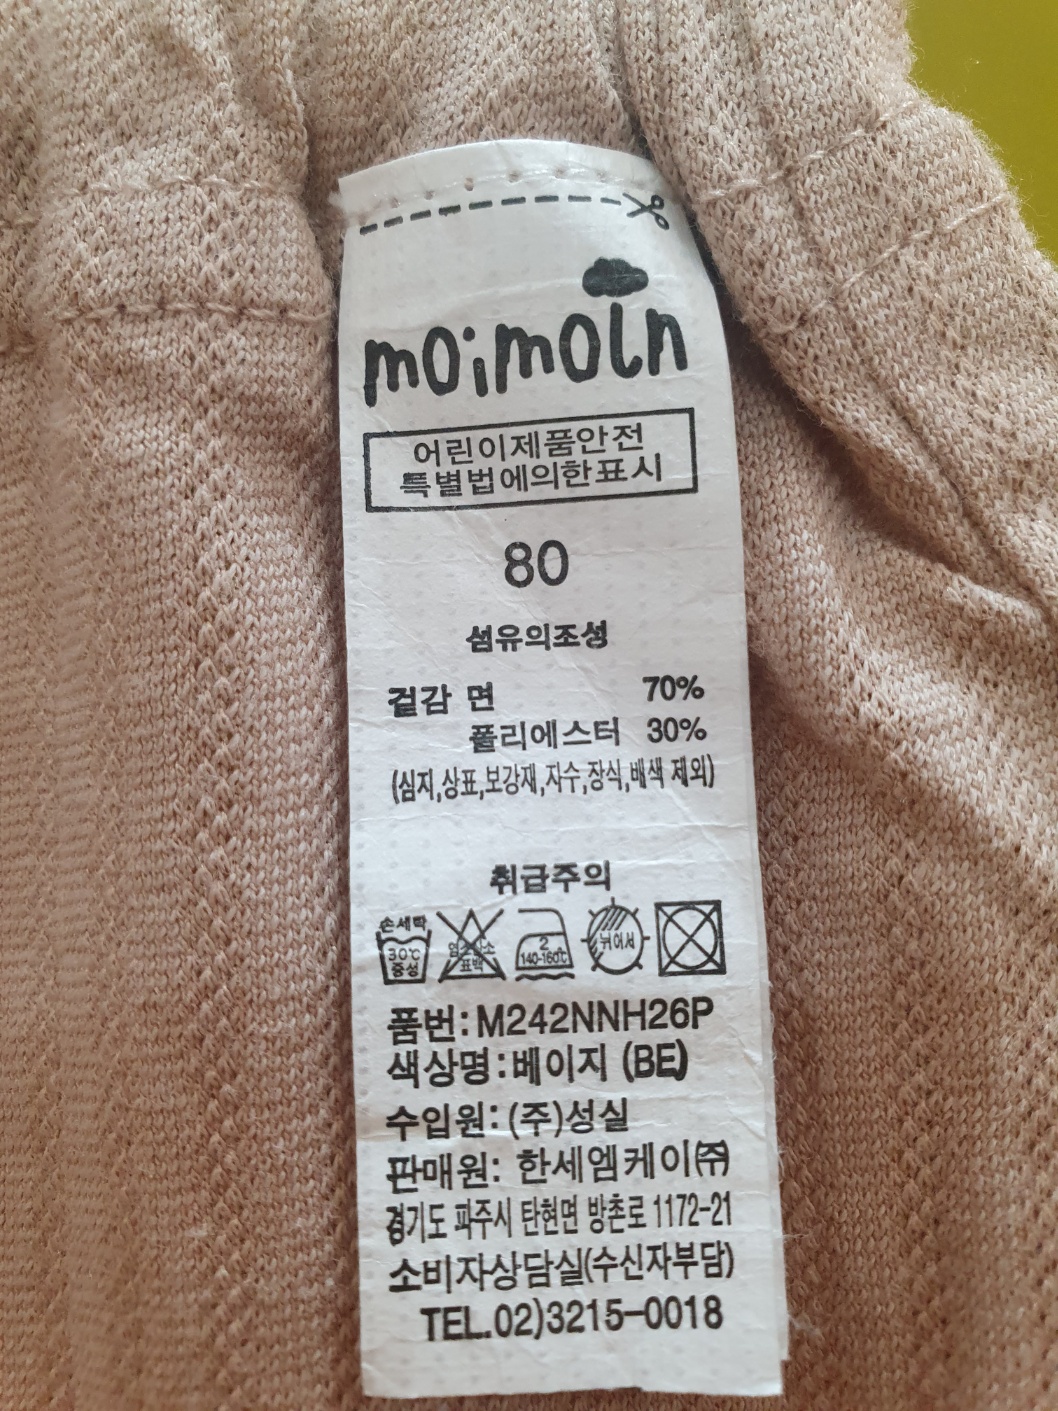 moimoln
어린이제품안전
특별법에의한표시
80
섬유의조성
겉감 면 70%
폴리에스터 30%
(심지,상표,보강재,자수,장식,배색 제외)
취급주의
손세탁
30℃
중성
염소산소
표백
2
140-160℃
뉘어서
품번:M242NNH26P
색상명:베이지 (BE)
수입원:(주)성실
판매원: 한세엠케이㈜
경기도 파주시 탄현면 방촌로 1172-21
소비자상담실(수신자부담)
TEL.02)3215-0018